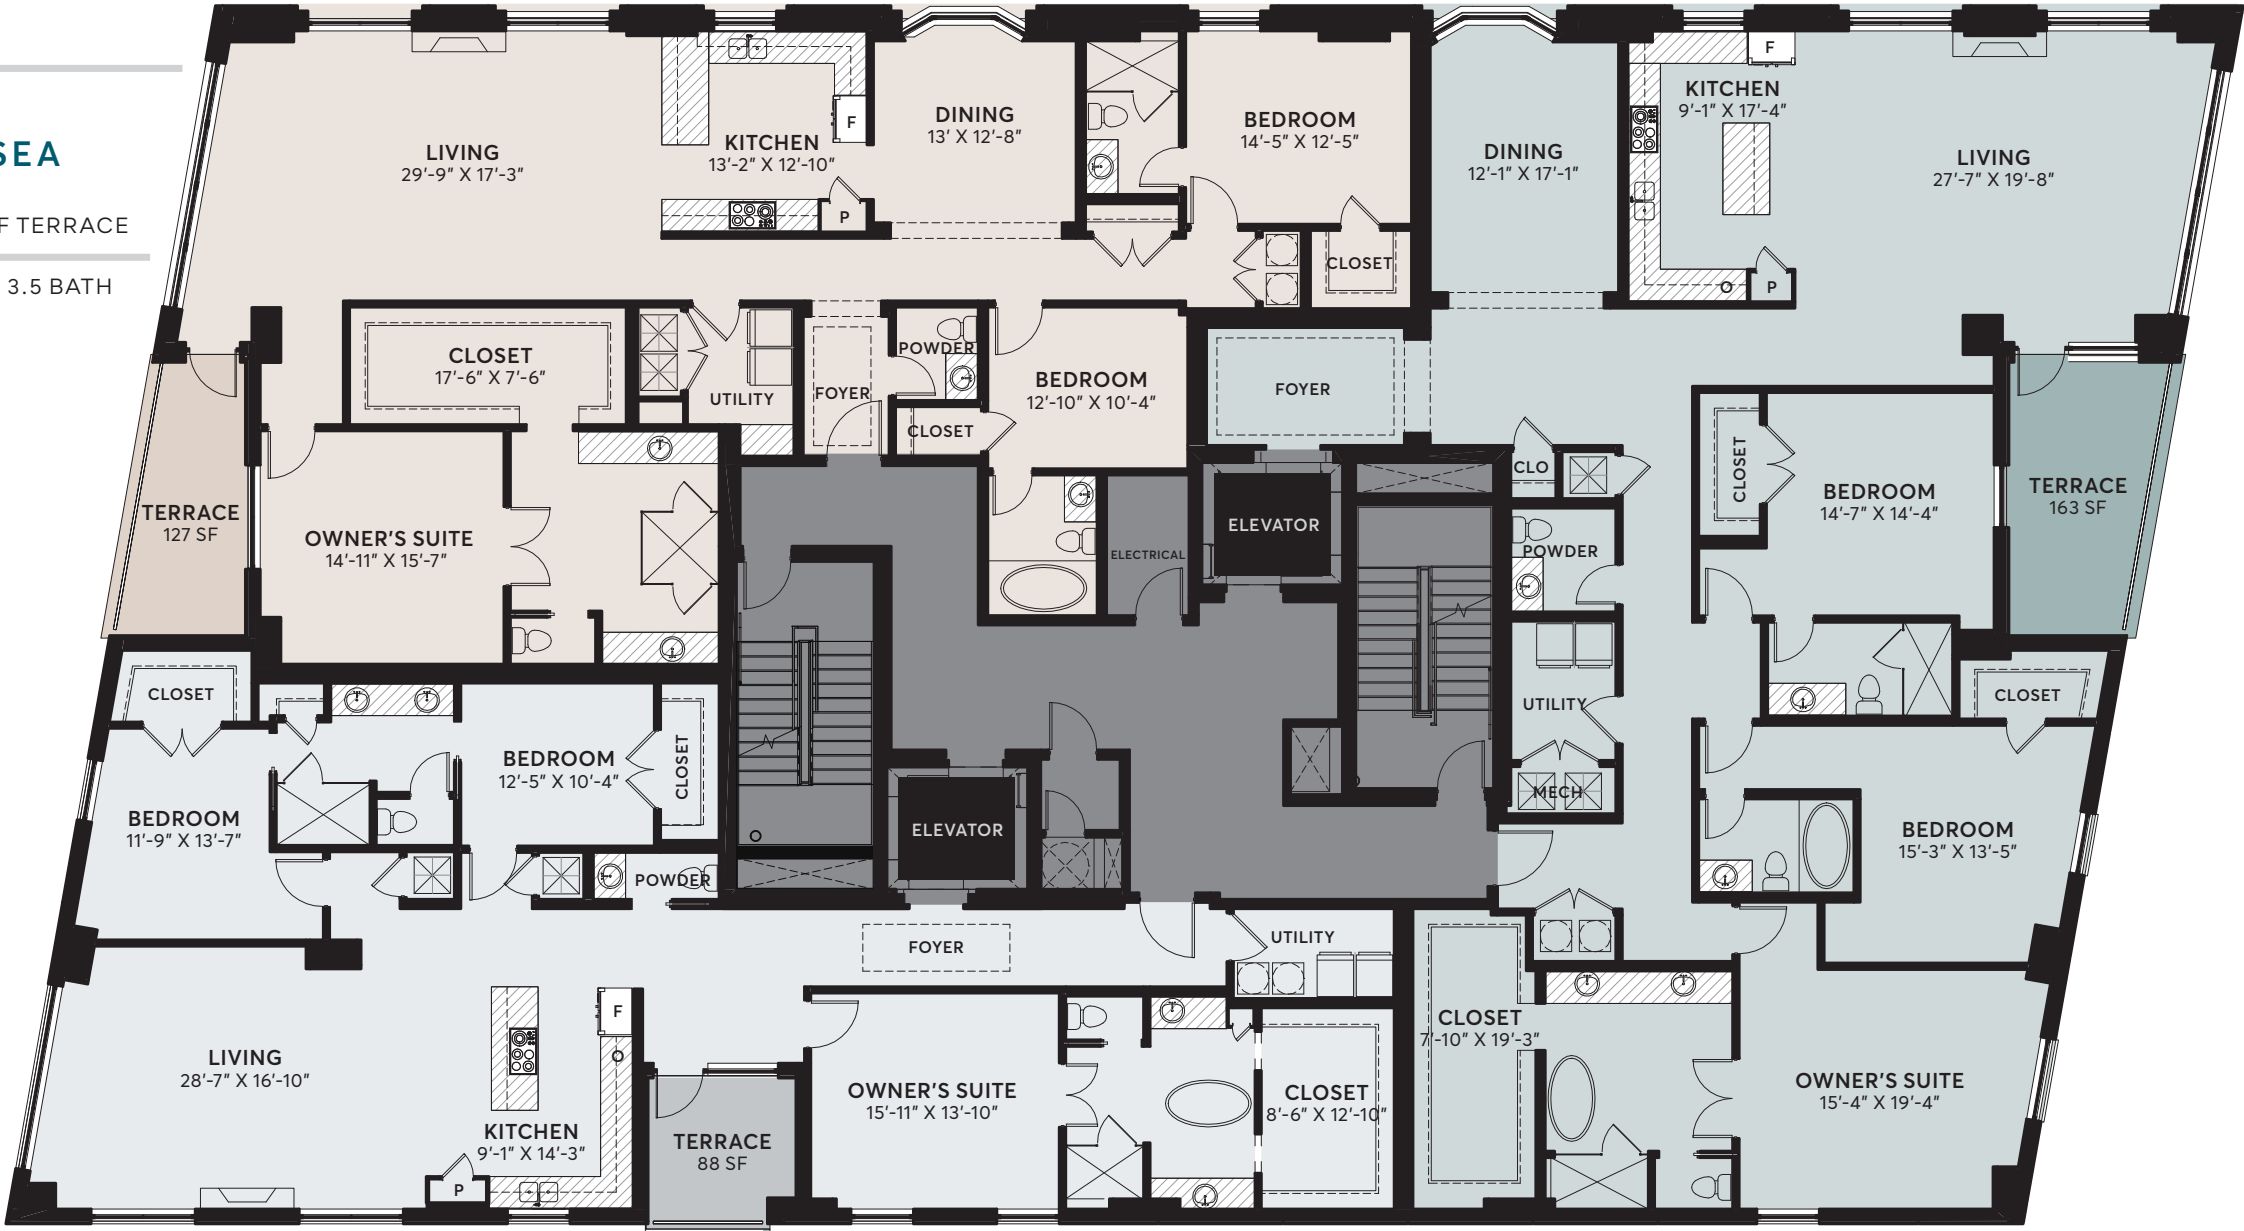 SEA
F TERRACE
3.5 BATH
LIVING
29'-9" X 17'-3"
KITCHEN
13'-2" X 12'-10"
F
P
DINING
13' X 12'-8"
BEDROOM
14'-5" X 12'-5"
CLOSET
DINING
12'-1" X 17'-1"
KITCHEN
9'-1" X 17'-4"
F
O
P
LIVING
27'-7" X 19'-8"
CLOSET
17'-6" X 7'-6"
UTILITY
FOYER
POWDER
CLOSET
BEDROOM
12'-10" X 10'-4"
FOYER
CLO
CLOSET
BEDROOM
14'-7" X 14'-4"
TERRACE
163 SF
TERRACE
127 SF
OWNER'S SUITE
14'-11" X 15'-7"
ELECTRICAL
ELEVATOR
POWDER
UTILITY
MECH
CLOSET
BEDROOM
15'-3" X 13'-5"
CLOSET
BEDROOM
11'-9" X 13'-7"
BEDROOM
12'-5" X 10'-4"
CLOSET
POWDER
ELEVATOR
FOYER
UTILITY
LIVING
28'-7" X 16'-10"
KITCHEN
9'-1" X 14'-3"
F
O
P
TERRACE
88 SF
OWNER'S SUITE
15'-11" X 13'-10"
CLOSET
8'-6" X 12'-10"
CLOSET
7'-10" X 19'-3"
OWNER'S SUITE
15'-4" X 19'-4"